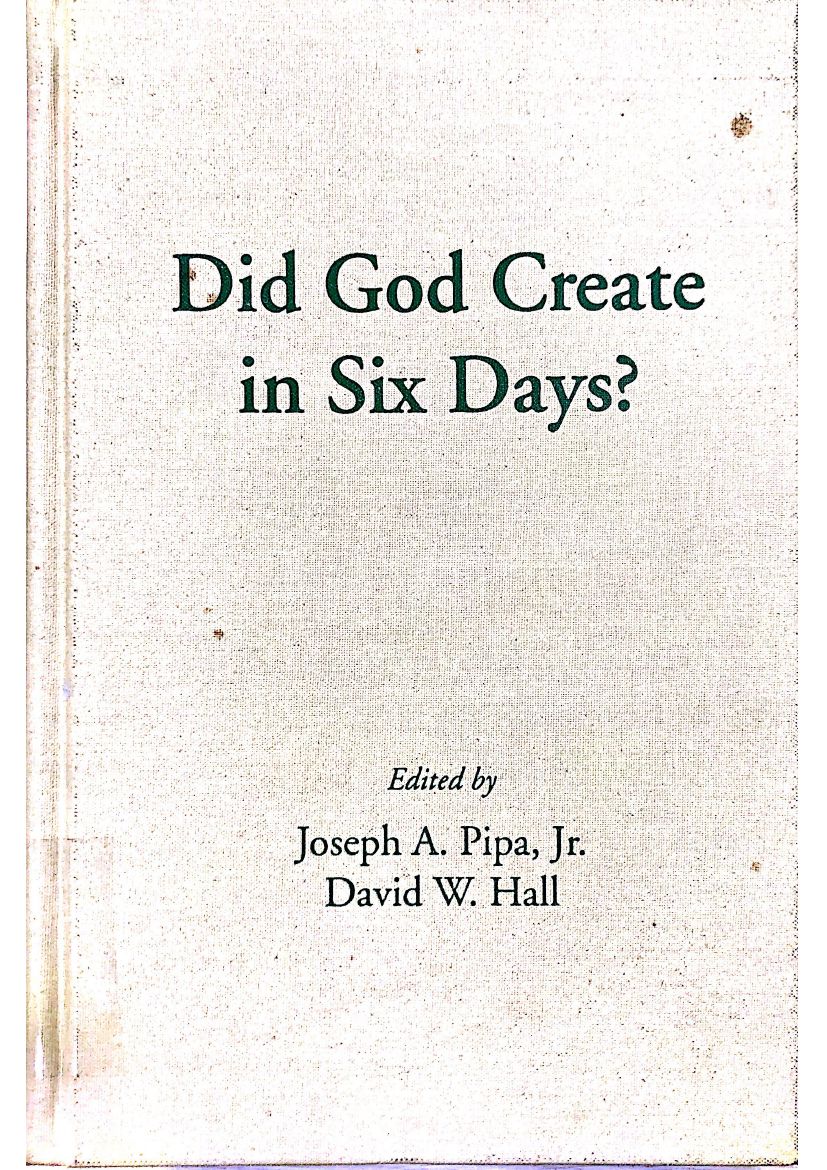 Did God Create
in Six Days?
Edited by
Joseph A. Pipa, Jr.
David W. Hall